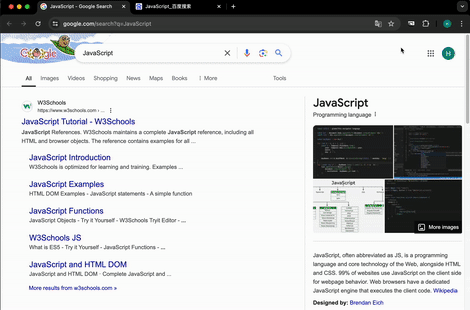 JavaScript - Google Search
JavaScript_百度搜索
google.com/search?q=JavaScript
Google
JavaScript
H
All
Images
Videos
Shopping
News
Maps
Books
More
Tools
W3Schools
https://www.w3schools.com › ...
JavaScript Tutorial - W3Schools
JavaScript References. W3Schools maintains a complete JavaScript reference, including all
HTML and browser objects. The reference contains examples for all ...
JavaScript Introduction
W3Schools is optimized for learning and training. Examples ...
JavaScript Examples
HTML DOM Examples - JavaScript statements - A simple function
JavaScript Functions
JavaScript Objects - Try it Yourself - W3Schools Tryit Editor - ...
W3Schools JS
What is ES5 - Try it Yourself - JavaScript Functions - ...
JavaScript and HTML DOM
JavaScript and HTML DOM · Complete JavaScript and ...
More results from w3schools.com »
JavaScript
Programming language
JavaScript
More images
JavaScript, often abbreviated as JS, is a programming
language and core technology of the Web, alongside HTML
and CSS. 99% of websites use JavaScript on the client side
for webpage behavior. Web browsers have a dedicated
JavaScript engine that executes the client code. Wikipedia
Designed by: Brendan Eich